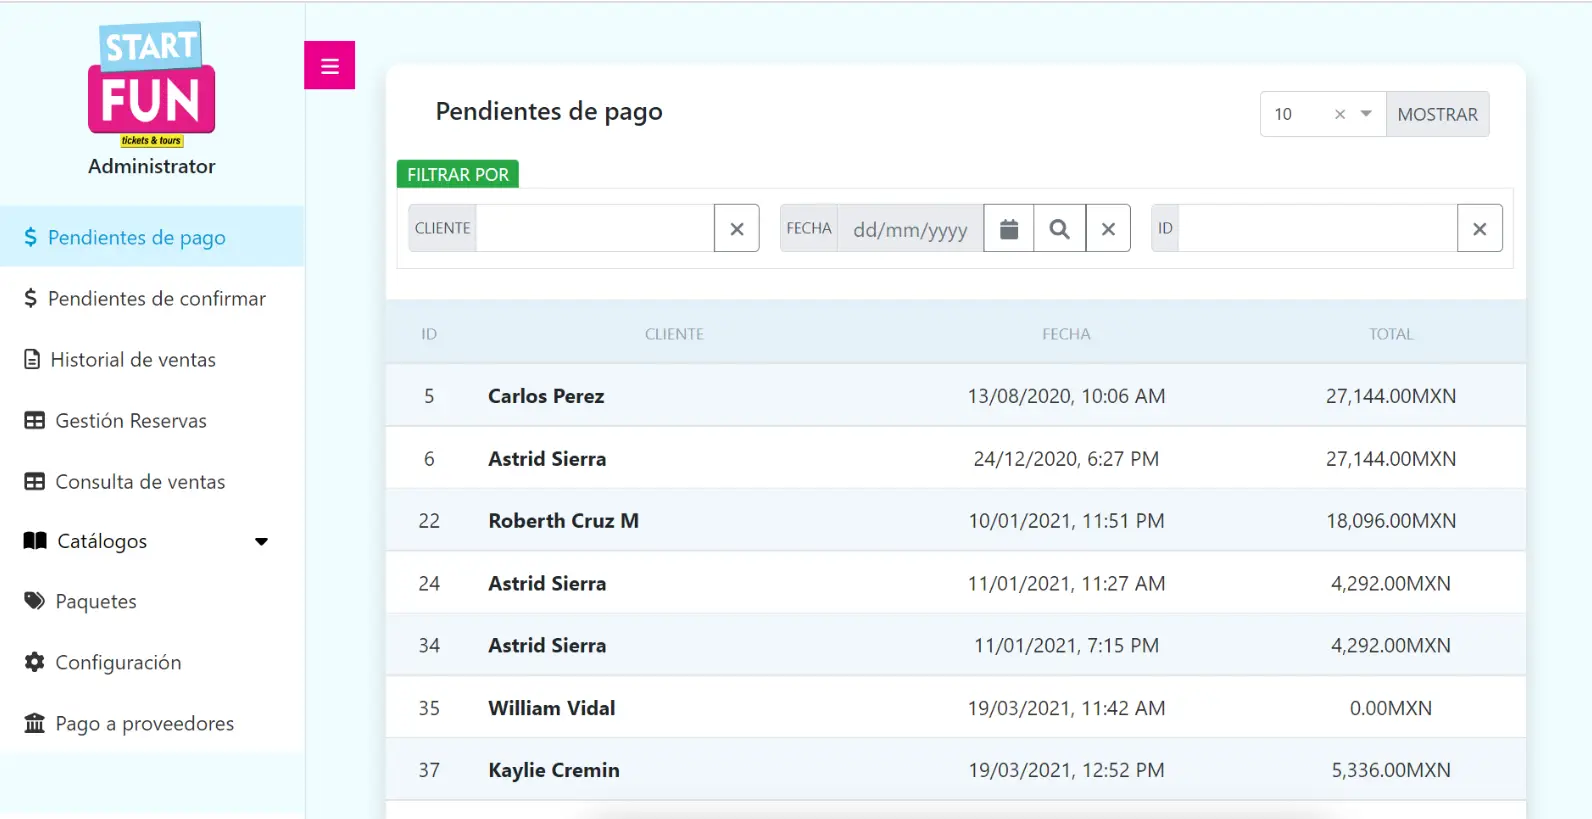 START
FUN
tickets & tours
Administrator
$ Pendientes de pago
$ Pendientes de confirmar
Historial de ventas
Gestión Reservas
Consulta de ventas
Catálogos
Paquetes
Configuración
Pago a proveedores
Pendientes de pago
10 × MOSTRAR
FILTRAR POR
CLIENTE FECHA dd/mm/yyyy ID
ID CLIENTE FECHA TOTAL
5 Carlos Perez 13/08/2020, 10:06 AM 27,144.00MXN
6 Astrid Sierra 24/12/2020, 6:27 PM 27,144.00MXN
22 Roberth Cruz M 10/01/2021, 11:51 PM 18,096.00MXN
24 Astrid Sierra 11/01/2021, 11:27 AM 4,292.00MXN
34 Astrid Sierra 11/01/2021, 7:15 PM 4,292.00MXN
35 William Vidal 19/03/2021, 11:42 AM 0.00MXN
37 Kaylie Cremin 19/03/2021, 12:52 PM 5,336.00MXN